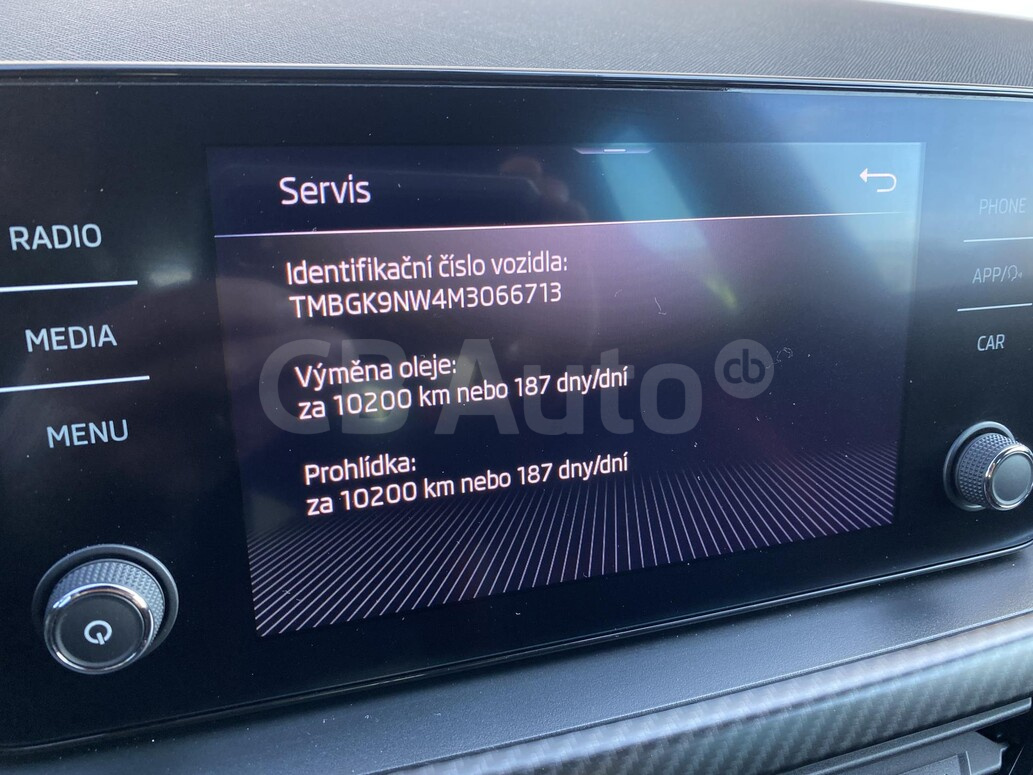 Servis
RADIO
MEDIA
MENU
PHONE
APP/
CAR
Identifikační číslo vozidla:
TMBGK9NW4M3066713
Výměna oleje:
za 10200 km nebo 187 dny/dní
Prohlídka:
za 10200 km nebo 187 dny/dní
CB Auto cb